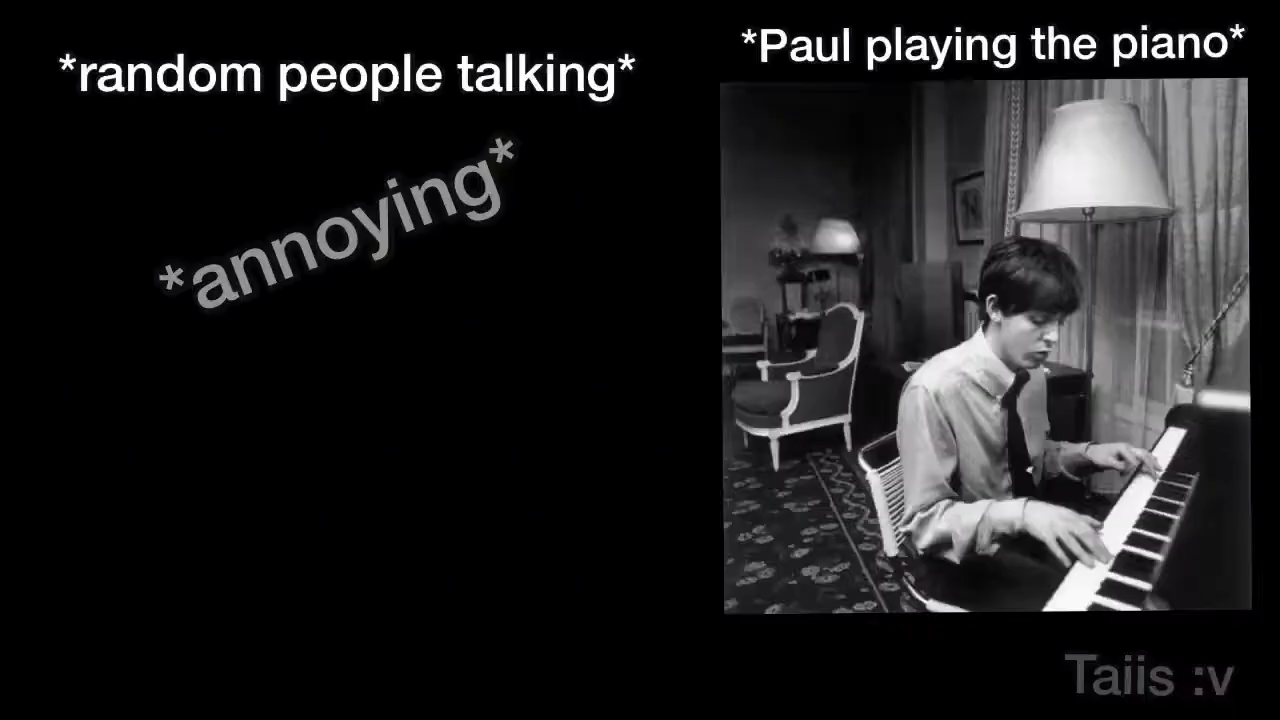 *random people talking*
*annoying*
*Paul playing the piano*
Taiis :v